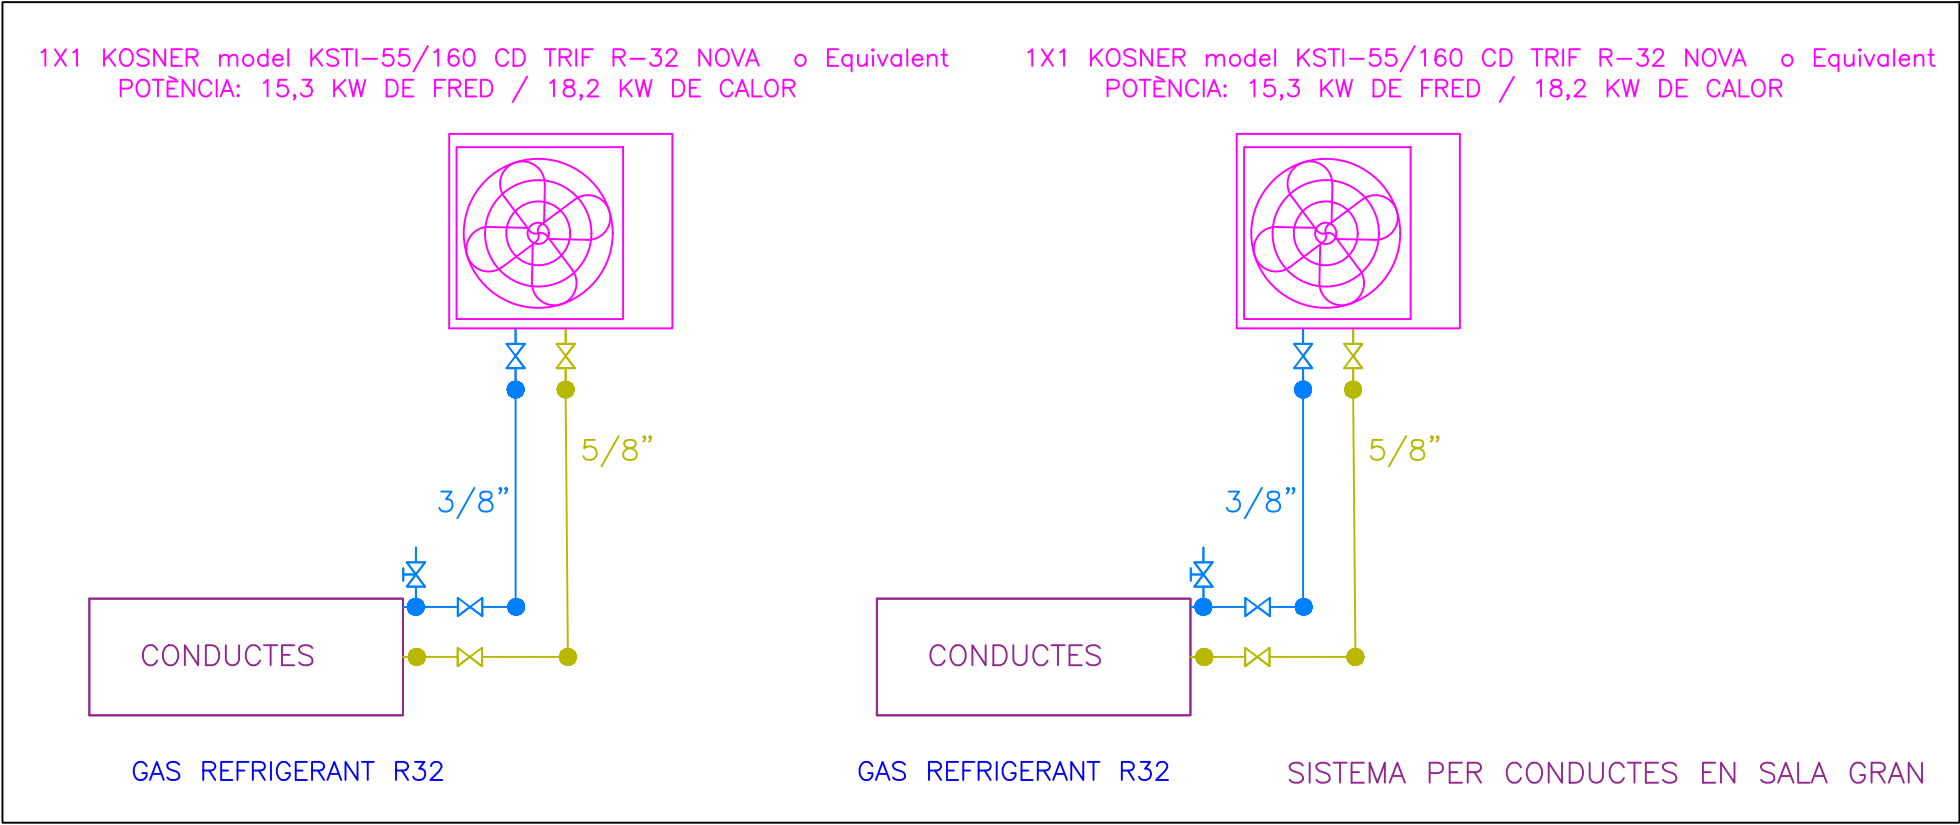 1X1 KOSNER model KSTI-55/160 CD TRIF R-32 NOVA o Equivalent
POTÈNCIA: 15,3 KW DE FRED / 18,2 KW DE CALOR
1X1 KOSNER model KSTI-55/160 CD TRIF R-32 NOVA o Equivalent
POTÈNCIA: 15,3 KW DE FRED / 18,2 KW DE CALOR
5/8"
3/8"
5/8"
3/8"
CONDUCTES
CONDUCTES
GAS REFRIGERANT R32
GAS REFRIGERANT R32
SISTEMA PER CONDUCTES EN SALA GRAN